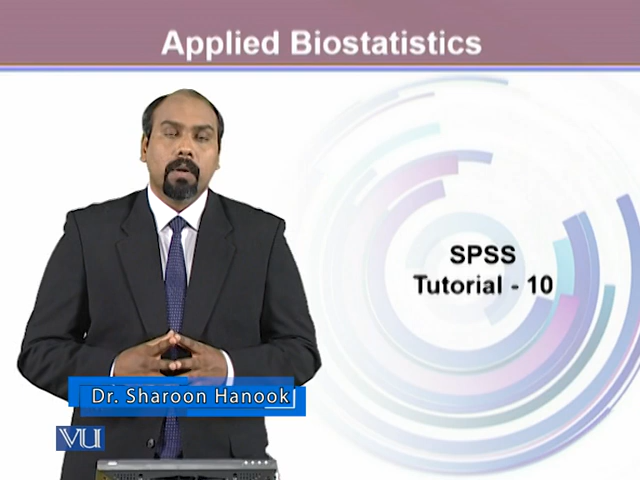 Applied Biostatistics
SPSS
Tutorial - 10
Dr. Sharoon Hanook
VU